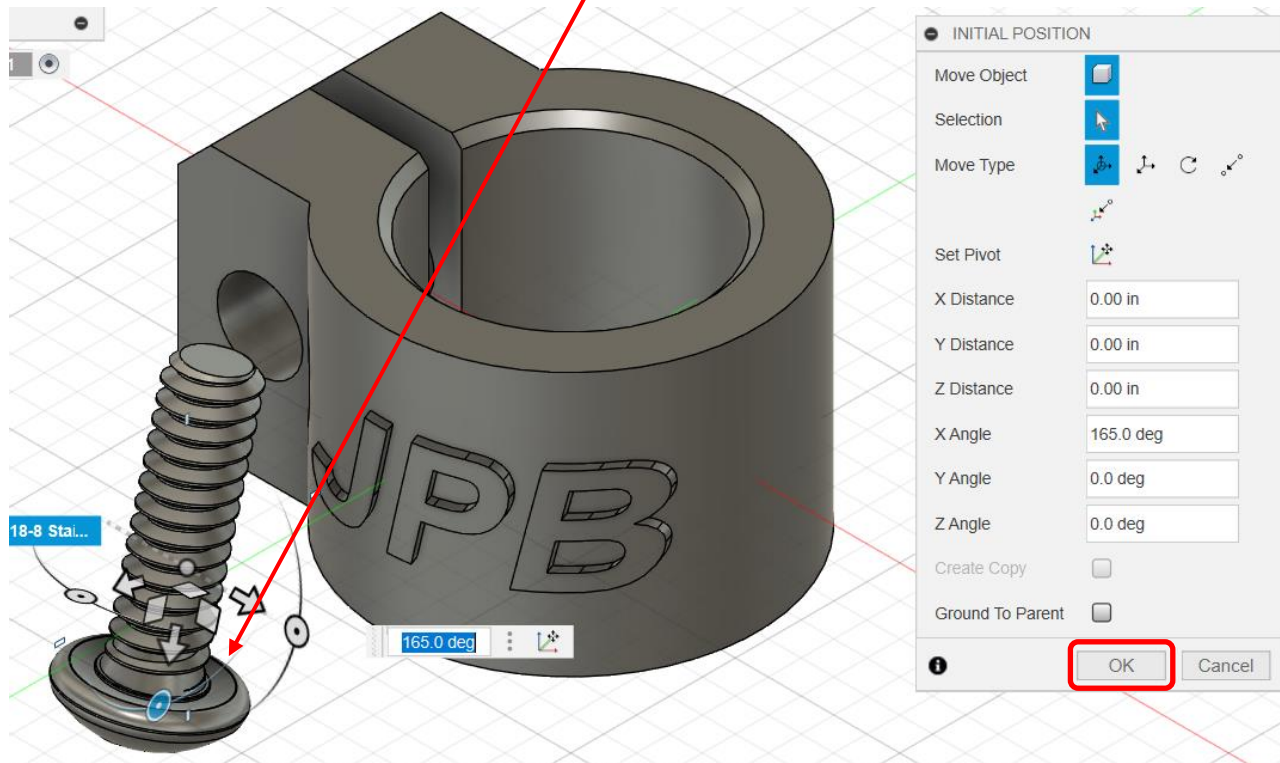 1
INITIAL POSITION
Move Object
Selection
Move Type
Set Pivot
X Distance 0.00 in
Y Distance 0.00 in
Z Distance 0.00 in
X Angle 165.0 deg
Y Angle 0.0 deg
Z Angle 0.0 deg
Create Copy
Ground To Parent
OK Cancel
JPB
18-8 Stai...
165.0 deg